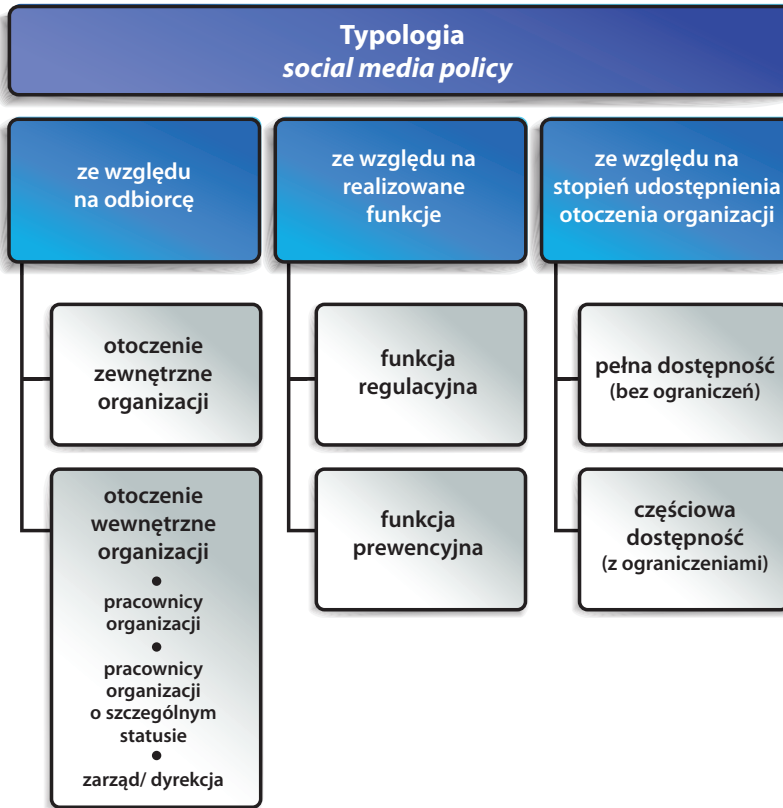 Typologia
social media policy
ze względu
na odbiorcę
otoczenie
zewnętrzne
organizacji
otoczenie
wewnętrzne
organizacji
•
pracownicy
organizacji
•
pracownicy
organizacji
o szczególnym
statusie
•
zarząd/ dyrekcja
ze względu na
realizowane
funkcje
funkcja
regulacyjna
funkcja
prewencyjna
ze względu na
stopień udostępnienia
otoczenia organizacji
pełna dostępność
(bez ograniczeń)
częściowa
dostępność
(z ograniczeniami)